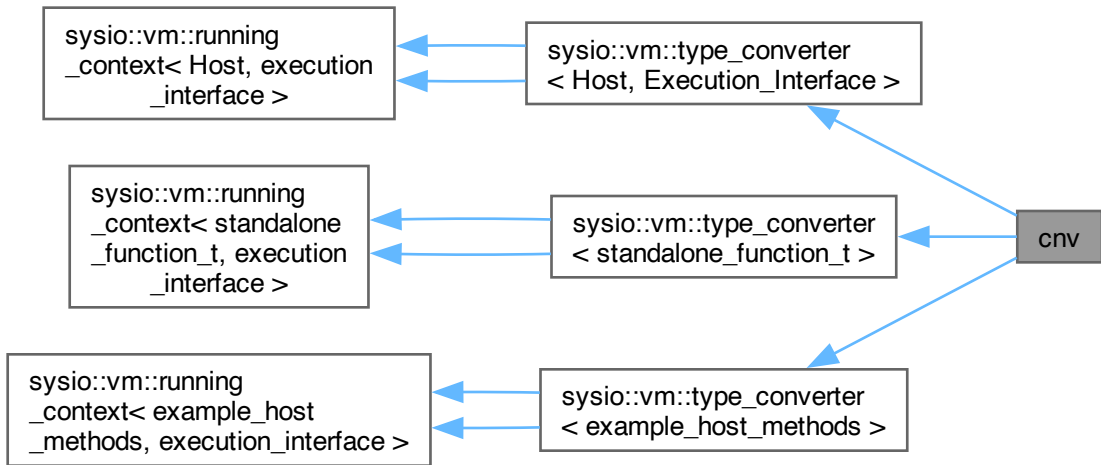 sysio::vm::running
_context< Host, execution
_interface >
sysio::vm::type_converter
< Host, Execution_Interface >
sysio::vm::running
_context< standalone
_function_t, execution
_interface >
sysio::vm::type_converter
< standalone_function_t >
cnv
sysio::vm::running
_context< example_host
_methods, execution_interface >
sysio::vm::type_converter
< example_host_methods >